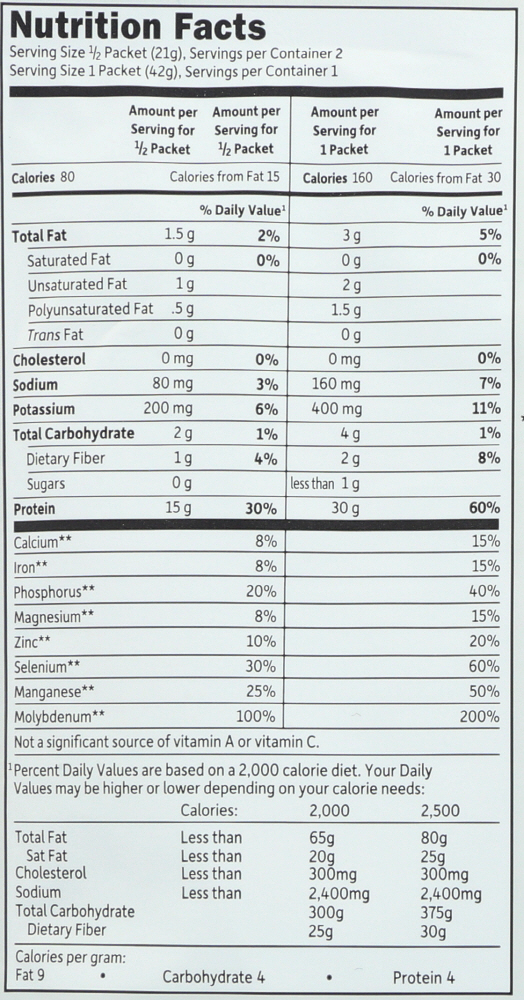 Nutrition Facts
Serving Size 1/2 Packet (21g), Servings per Container 2
Serving Size 1 Packet (42g), Servings per Container 1
Amount per Amount per Amount per Amount per
Serving for Serving for Serving for Serving for
1/2 Packet 1/2 Packet 1 Packet 1 Packet
Calories 80 Calories from Fat 15 Calories 160 Calories from Fat 30
% Daily Value¹ % Daily Value¹
Total Fat 1.5 g 2% 3 g 5%
Saturated Fat 0 g 0% 0 g 0%
Unsaturated Fat 1 g 2 g
Polyunsaturated Fat .5 g 1.5 g
Trans Fat 0 g 0 g
Cholesterol 0 mg 0% 0 mg 0%
Sodium 80 mg 3% 160 mg 7%
Potassium 200 mg 6% 400 mg 11%
Total Carbohydrate 2 g 1% 4 g 1%
Dietary Fiber 1 g 4% 2 g 8%
Sugars 0 g less than 1 g
Protein 15 g 30% 30 g 60%
Calcium** 8% 15%
Iron** 8% 15%
Phosphorus** 20% 40%
Magnesium** 8% 15%
Zinc** 10% 20%
Selenium** 30% 60%
Manganese** 25% 50%
Molybdenum** 100% 200%
Not a significant source of vitamin A or vitamin C.
¹Percent Daily Values are based on a 2,000 calorie diet. Your Daily
Values may be higher or lower depending on your calorie needs:
Calories: 2,000 2,500
Total Fat Less than 65g 80g
Sat Fat Less than 20g 25g
Cholesterol Less than 300mg 300mg
Sodium Less than 2,400mg 2,400mg
Total Carbohydrate 300g 375g
Dietary Fiber 25g 30g
Calories per gram:
Fat 9 • Carbohydrate 4 • Protein 4